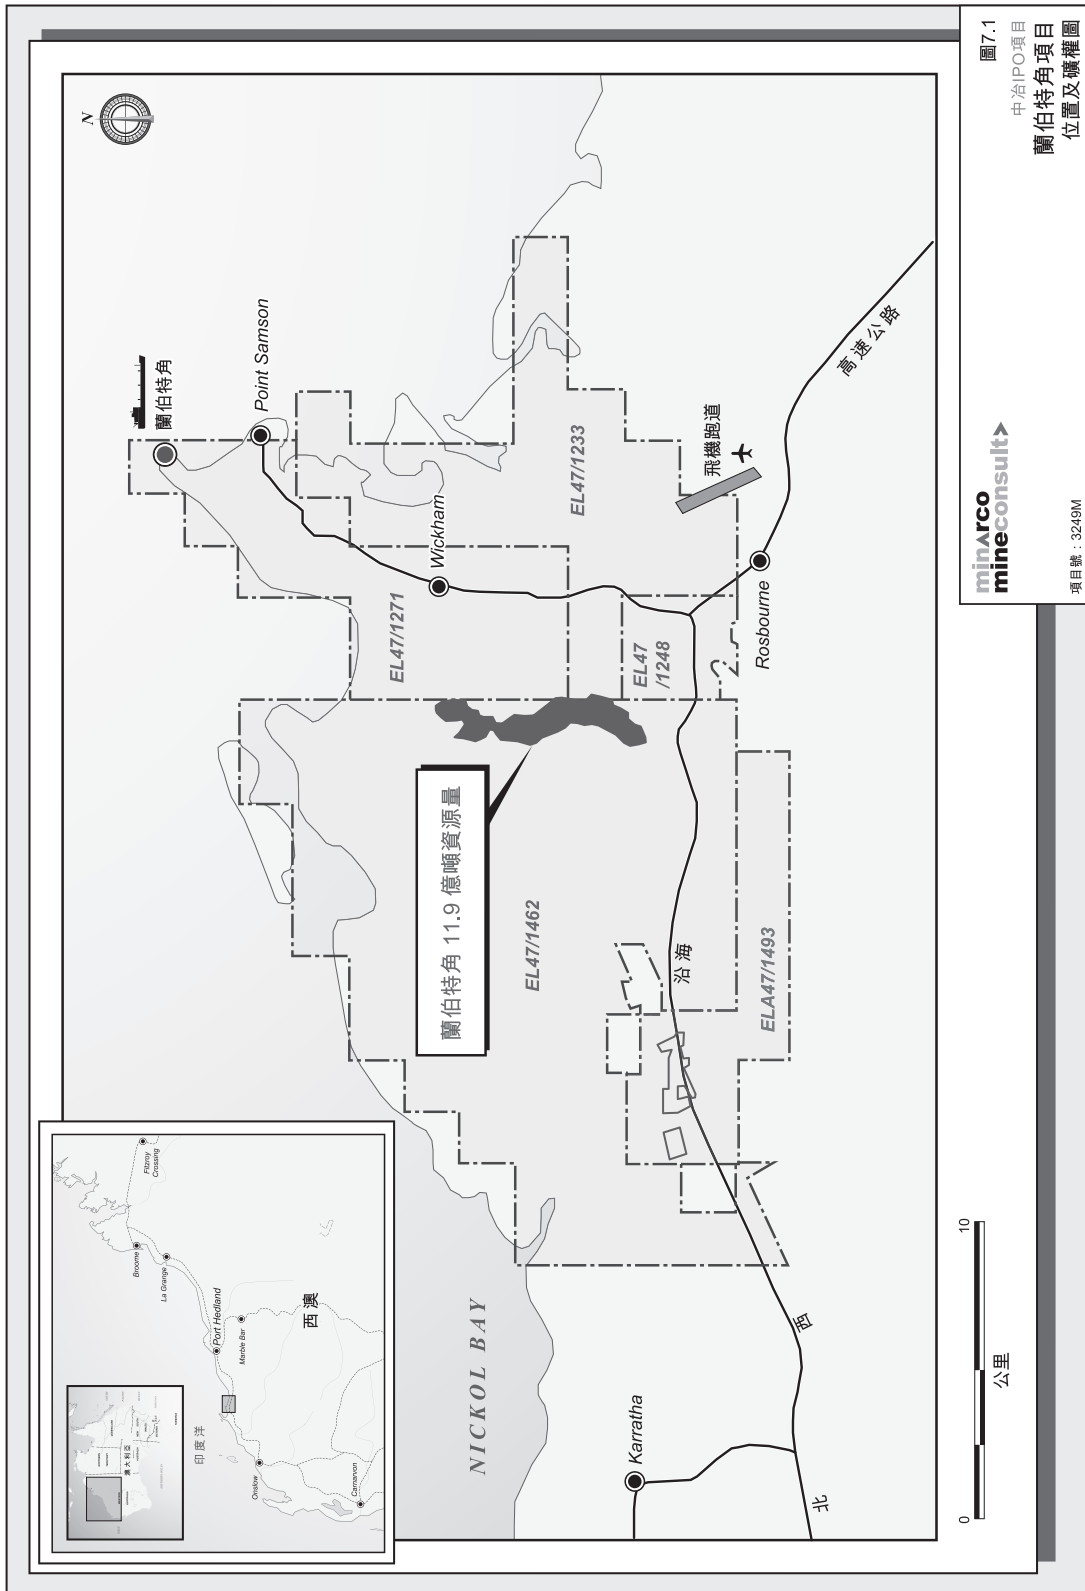 圖7.1
中冶IPO項目
蘭伯特角項目
位置及礦權圖
minarco
mineconsult
項目號：3249M
N
蘭伯特角
Point Samson
Wickham
EL47/1271
EL47/1233
EL47
/1248
飛機跑道
高速公路
Rosbourne
蘭伯特角 11.9 億噸資源量
EL47/1462
ELA47/1493
沿海
西
北
NICKOL BAY
Karratha
0
10
公里
Fitzroy
Crossing
Broome
La Grange
Port Hedland
Marble Bar
西澳
印度洋
Onslow
Carnarvon
澳大利亞